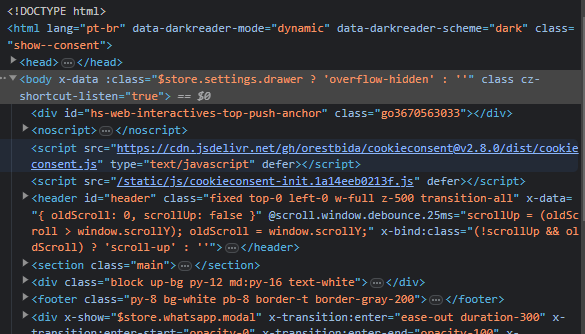 <!DOCTYPE html>
<html lang="pt-br" data-darkreader-mode="dynamic" data-darkreader-scheme="dark" class=
"show--consent">
<head> … </head>
<body x-data :class="$store.settings.drawer ? 'overflow-hidden' : ''" class cz-
shortcut-listen="true"> == $0
<div id="hs-web-interactives-top-push-anchor" class="go3670563033"></div>
<noscript> … </noscript>
<script src="https://cdn.jsdelivr.net/gh/orestbida/cookieconsent@v2.8.0/dist/cookie
consent.js" type="text/javascript" defer></script>
<script src="/static/js/cookieconsent-init.1a14eeb0213f.js" defer></script>
<header id="header" class="fixed top-0 left-0 w-full z-500 transition-all" x-data=
"{ oldScroll: 0, scrollUp: false }" @scroll.window.debounce.25ms="scrollUp = (oldSc
roll > window.scrollY); oldScroll = window.scrollY;" x-bind:class="(!scrollUp && ol
dScroll) ? 'scroll-up' : ''"> … </header>
<section class="main"> … </section>
<div class="block up-bg py-12 md:py-16 text-white"> … </div>
<footer class="py-8 bg-white pb-8 border-t border-gray-200"> … </footer>
<div x-show="$store.whatsapp.modal" x-transition:enter="ease-out duration-300" x-
transition:enter-start="opacity-0" x-transition:enter-end="opacity-100" x-